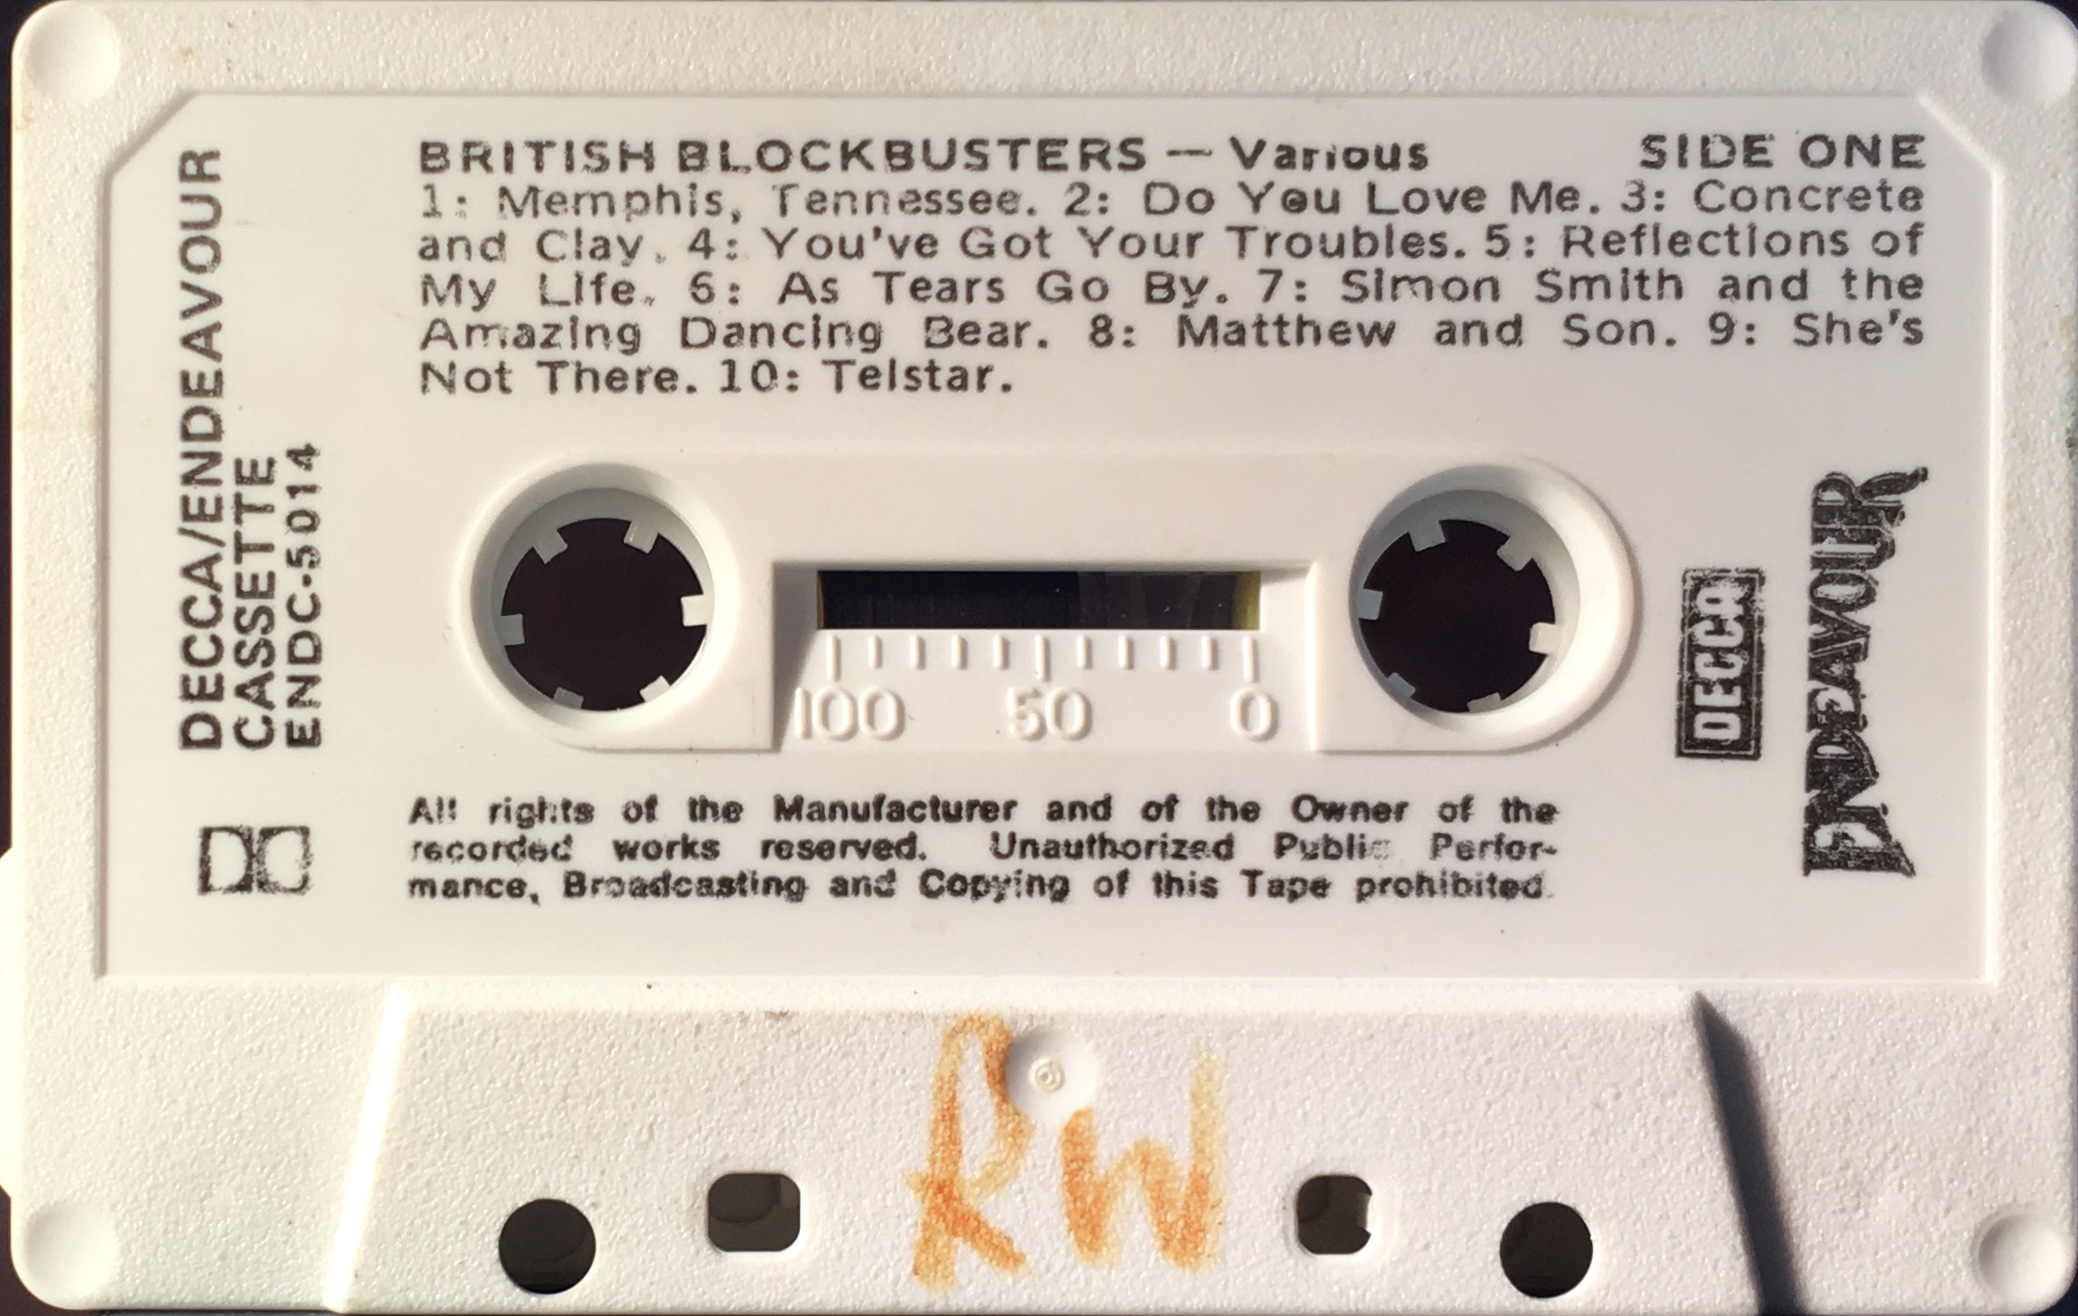 BRITISH BLOCKBUSTERS — Various SIDE ONE
1: Memphis, Tennessee. 2: Do You Love Me. 3: Concrete
and Clay. 4: You've Got Your Troubles. 5: Reflections of
My Life. 6: As Tears Go By. 7: Simon Smith and the
Amazing Dancing Bear. 8: Matthew and Son. 9: She's
Not There. 10: Telstar.
DECCA/ENDEAVOUR
CASSETTE
ENDC-5014
100 50 0
DECCA
ENDEAVOUR
All rights of the Manufacturer and of the Owner of the
recorded works reserved. Unauthorized Public Perfor-
mance, Broadcasting and Copying of this Tape prohibited.
RW